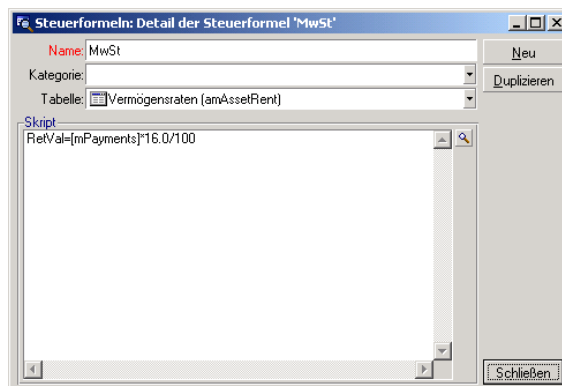 Steuerformeln: Detail der Steuerformel 'MwSt'
Name: MwSt
Neu
Kategorie:
Duplizieren
Tabelle: Vermögensraten (amAssetRent)
Skript
RetVal=[mPayments]*16.0/100
Schließen